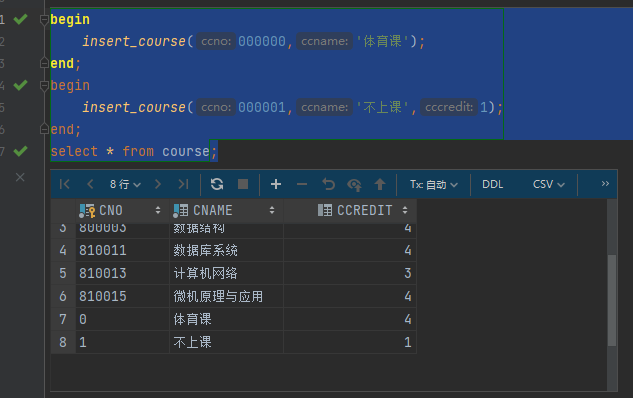 1 begin
2 insert_course( ccno: 000000, ccname: '体育课');
3 end;
4 begin
5 insert_course( ccno: 000001, ccname: '不上课', cccredit: 1);
6 end;
7 select * from course;
8 行 Tx: 自动 DDL CSV >>
CNO CNAME CCREDIT
3 800003 数据结构 4
4 810011 数据库系统 4
5 810013 计算机网络 3
6 810015 微机原理与应用 4
7 0 体育课 4
8 1 不上课 1